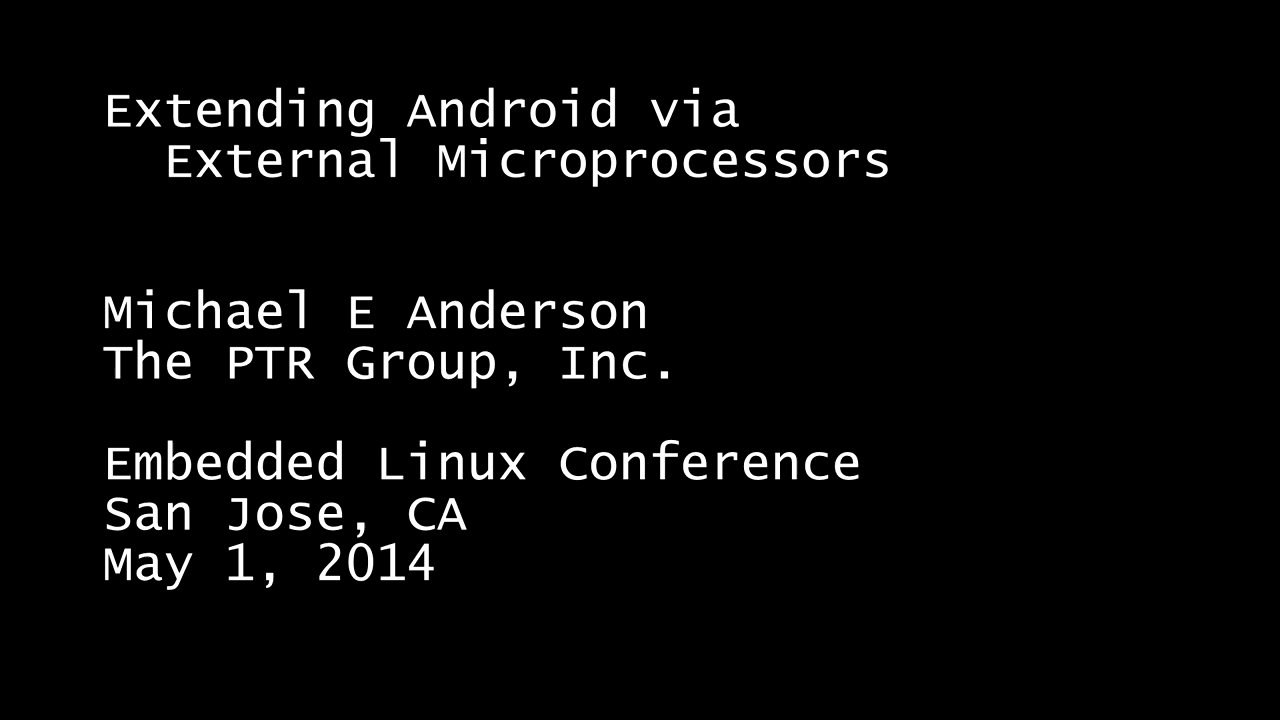 Extending Android via
External Microprocessors
Michael E Anderson
The PTR Group, Inc.
Embedded Linux Conference
San Jose, CA
May 1, 2014